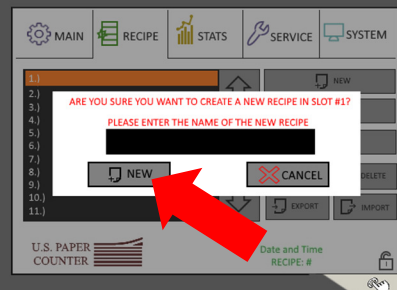 MAIN
RECIPE
STATS
SERVICE
SYSTEM
1.)
NEW
2.)
ARE YOU SURE YOU WANT TO CREATE A NEW RECIPE IN SLOT #1?
3.)
4.)
PLEASE ENTER THE NAME OF THE NEW RECIPE
5.)
6.)
7.)
8.)
NEW
CANCEL
DELETE
9.)
10.)
EXPORT
IMPORT
11.)
U.S. PAPER
COUNTER
Date and Time
RECIPE: #